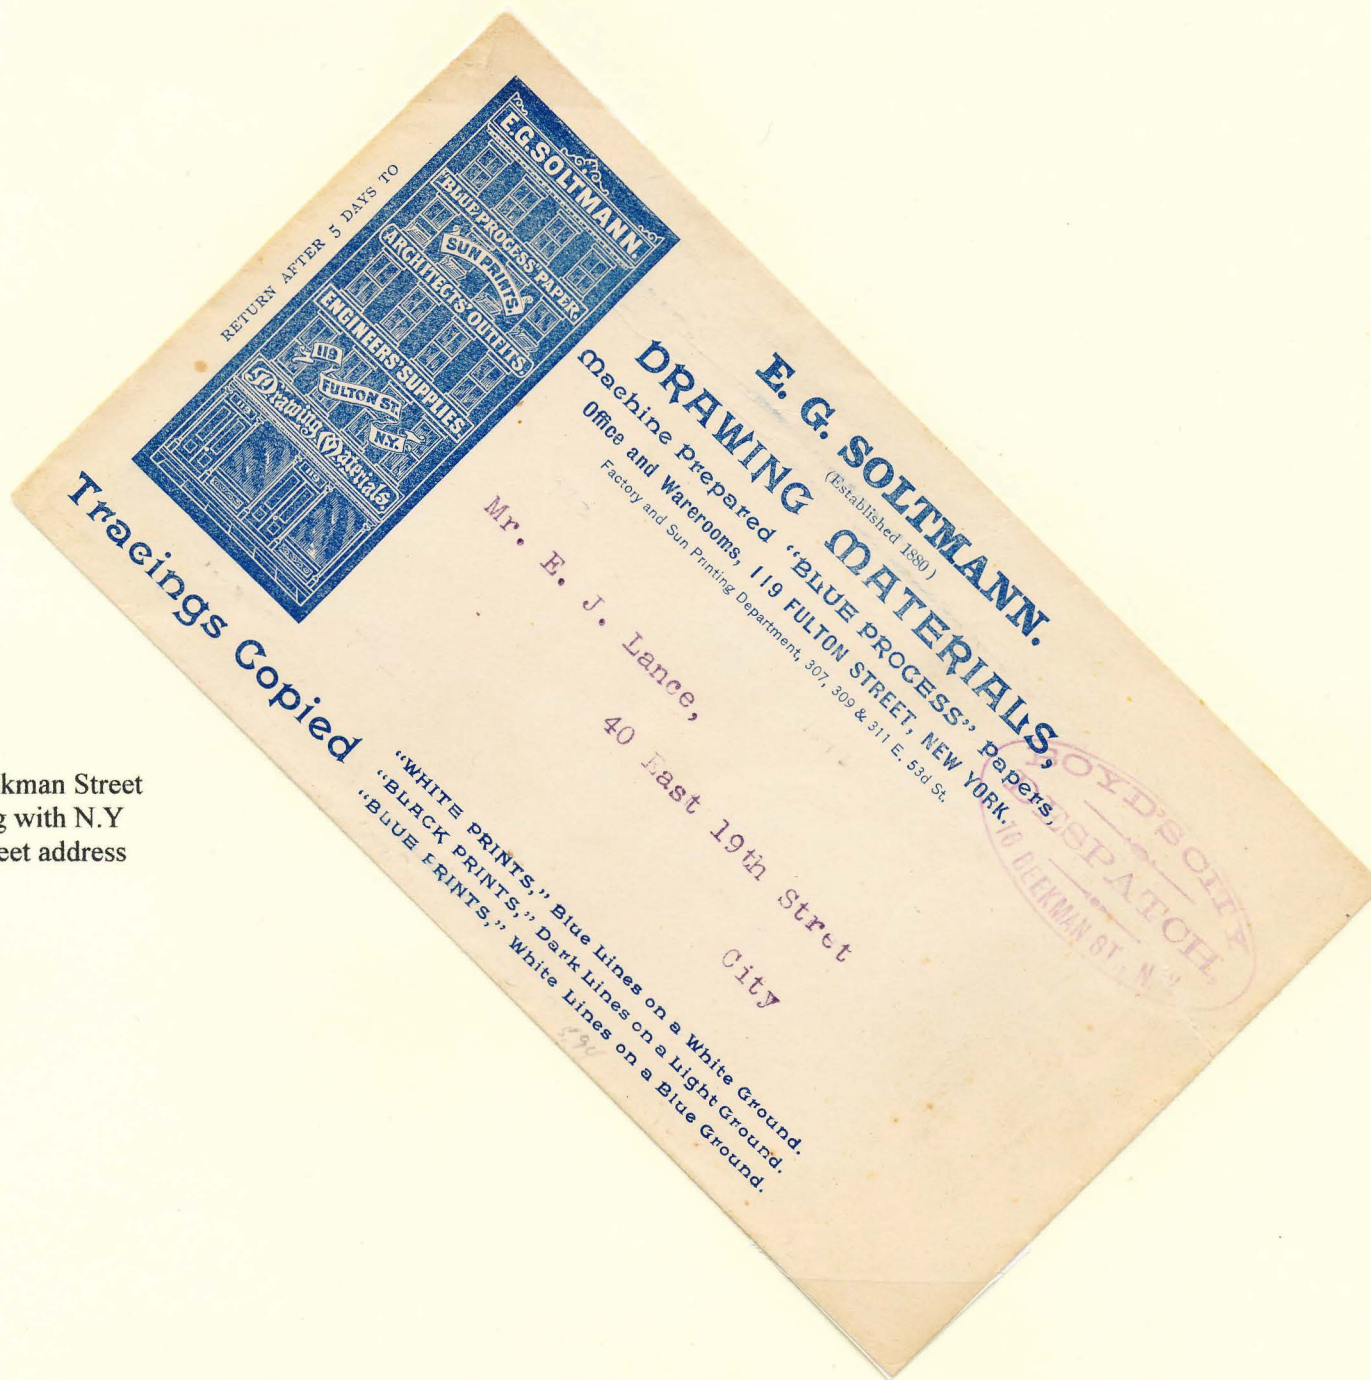 RETURN AFTER 5 DAYS TO
E.G. SOLTMANN.
"BLUE PROCESS" PAPER.
SUN PRINTS.
ARCHITECTS' OUTFITS.
ENGINEERS' SUPPLIES.
119
FULTON ST.
N.Y.
Drawing Materials.
119
119
Tracings Copied
"WHITE PRINTS," Blue Lines on a White Ground.
"BLACK PRINTS," Dark Lines on a Light Ground.
"BLUE PRINTS," White Lines on a Blue Ground.
E. G. SOLTMANN.
(Established 1880)
DRAWING MATERIALS,
Machine Prepared "BLUE PROCESS" Papers,
Office and Warerooms, 119 FULTON STREET, NEW YORK.
Factory and Sun Printing Department, 307, 309 & 311 E. 53d St.
Mr. E. J. Lance,
40 East 19th Stret
City
BOYD'S CITY
DESPATCH,
76 BEEKMAN ST., N.Y.
kman Street
g with N.Y
eet address